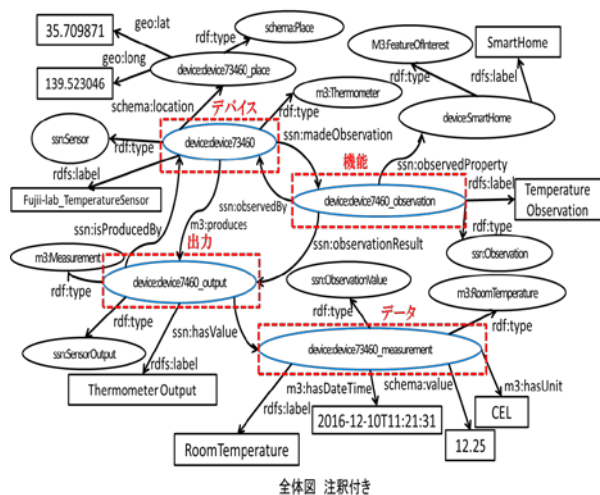 35.709871
geo:lat
rdf:type
schema:Place
139.523046
geo:long
device:device73460_place
schema:location
M3:FeatureOfInterest
SmartHome
rdf:type
rdfs:label
device:SmartHome
デバイス
m3:Thermometer
rdf:type
ssn:Sensor
rdf:type
device:device73460
ssn:madeObservation
機能
ssn:observedProperty
rdfs:label
Fujii-lab_TemperatureSensor
rdfs:label
ssn:observedBy
device:device7460_observation
Temperature
Observation
ssn:isProducedBy
m3:produces
出力
ssn:observationResult
rdf:type
ssn:Observation
m3:Measurement
rdf:type
device:device7460_output
ssn:ObservationValue
rdf:type
m3:RoomTemperature
rdf:type
データ
rdf:type
ssn:SensorOutput
ssn:hasValue
device:device73460_measurement
rdfs:label
Thermometer Output
m3:hasDateTime
schema:value
m3:hasUnit
rdfs:label
2016-12-10T11:21:31
CEL
RoomTemperature
12.25
全体図 注釈付き